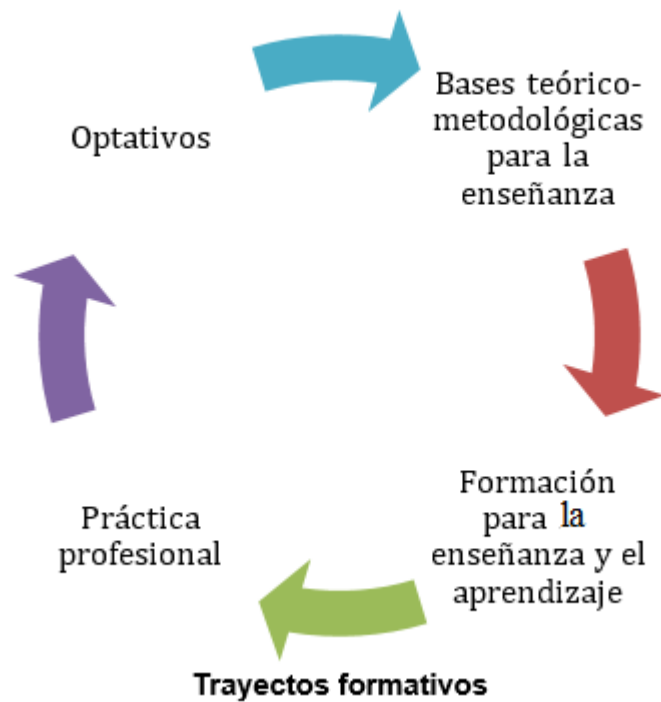 Optativos
Bases teórico-
metodológicas
para la
enseñanza
Formación
para la
enseñanza y el
aprendizaje
Práctica
profesional
Trayectos formativos